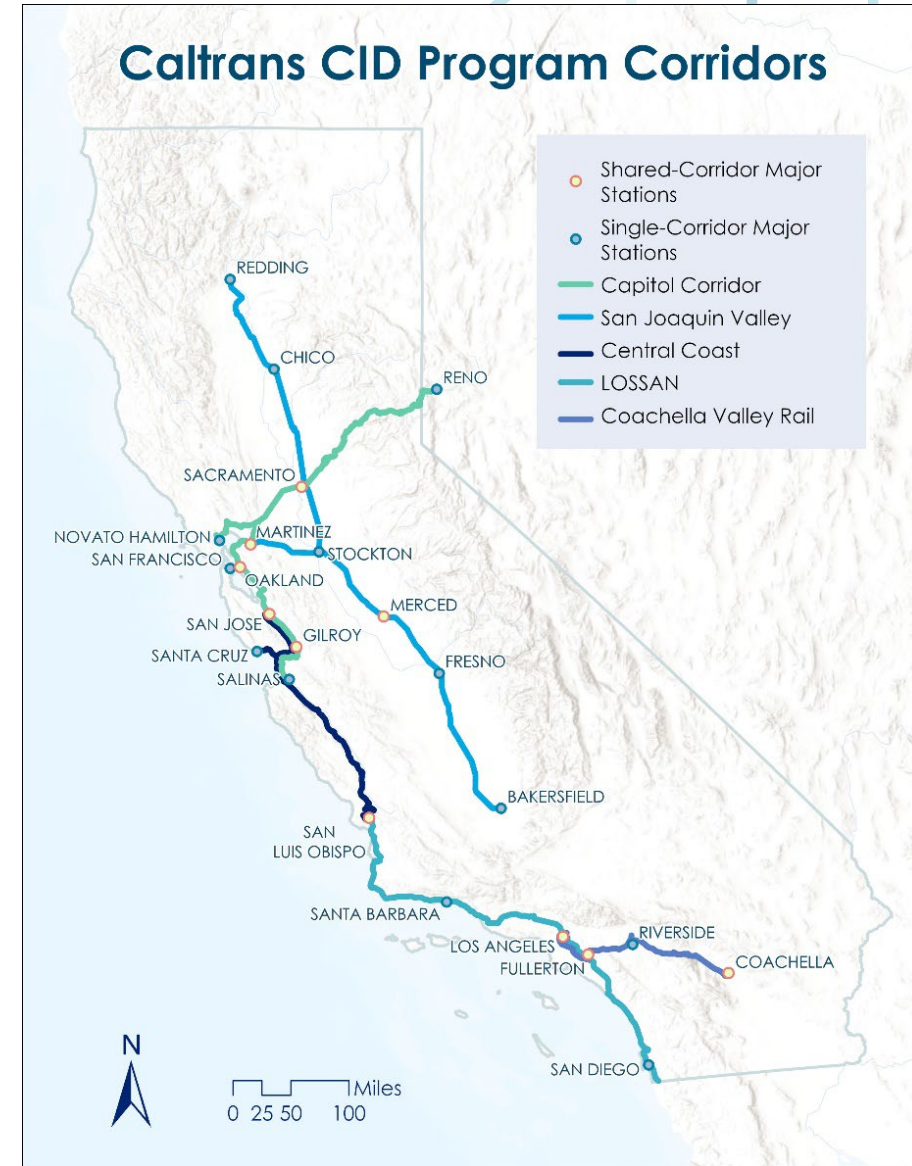 Caltrans CID Program Corridors
Shared-Corridor Major
Stations
Single-Corridor Major
Stations
Capitol Corridor
San Joaquin Valley
Central Coast
LOSSAN
Coachella Valley Rail
REDDING
CHICO
RENO
SACRAMENTO
NOVATO HAMILTON
MARTINEZ
SAN FRANCISCO
STOCKTON
OAKLAND
MERCED
SAN JOSE
GILROY
SANTA CRUZ
FRESNO
SALINAS
BAKERSFIELD
SAN
LUIS OBISPO
SANTA BARBARA
LOS ANGELES
RIVERSIDE
FULLERTON
COACHELLA
SAN DIEGO
N
Miles
0 25 50 100